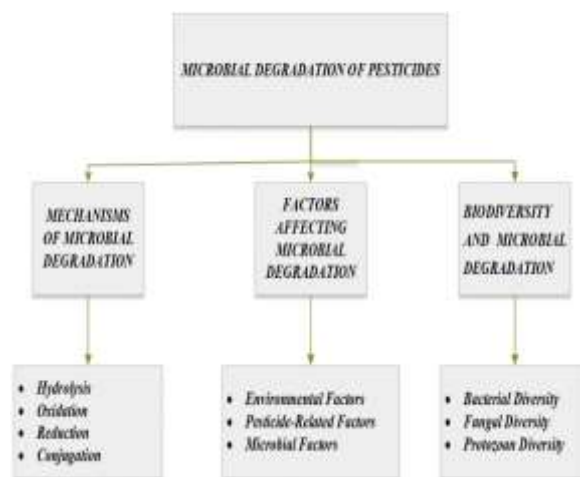 MICROBIAL DEGRADATION OF PESTICIDES
MECHANISMS
OF MICROBIAL
DEGRADATION
FACTORS
AFFECTING
MICROBIAL
DEGRADATION
BIODIVERSITY
AND MICROBIAL
DEGRADATION
• Hydrolysis
• Oxidation
• Reduction
• Conjugation
• Environmental Factors
• Pesticide-Related Factors
• Microbial Factors
• Bacterial Diversity
• Fungal Diversity
• Protozoan Diversity